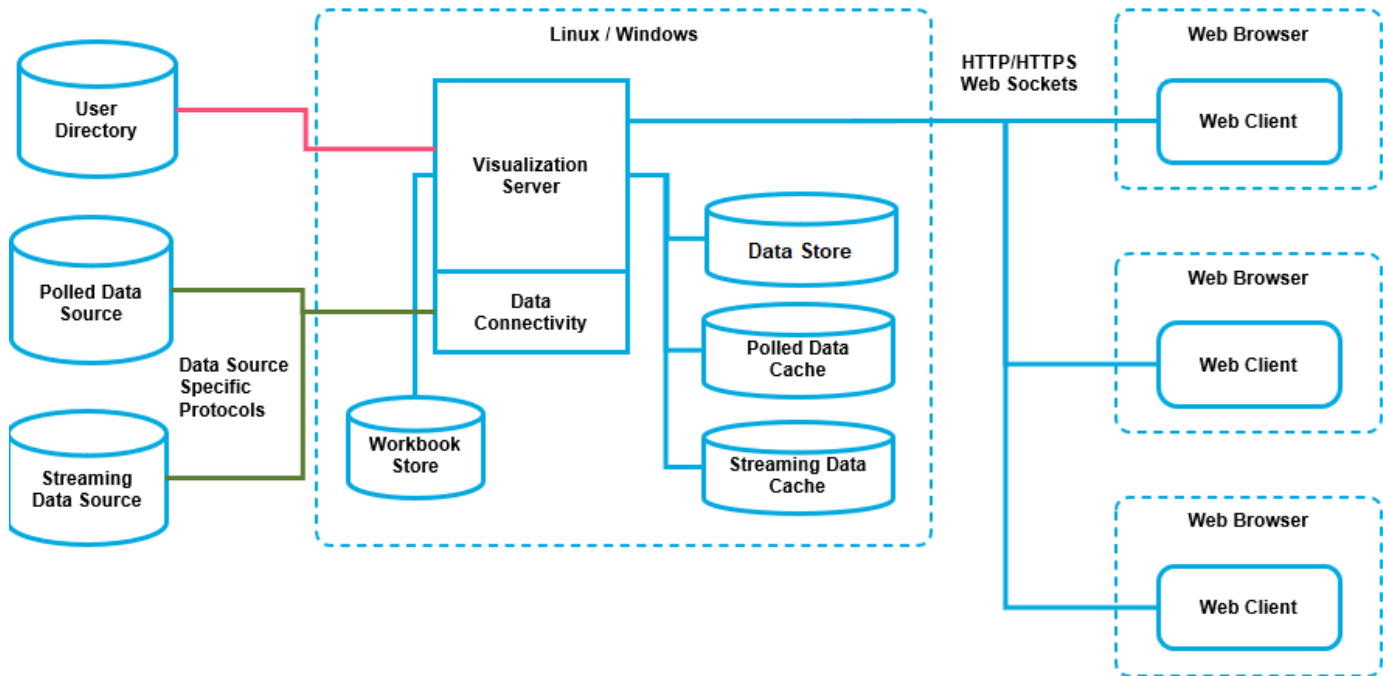 Linux / Windows
Web Browser
HTTP/HTTPS
Web Sockets
User
Directory
Web Client
Visualization
Server
Data Store
Web Browser
Polled Data
Source
Data
Connectivity
Polled Data
Cache
Web Client
Data Source
Specific
Protocols
Workbook
Store
Streaming Data
Cache
Streaming
Data Source
Web Browser
Web Client